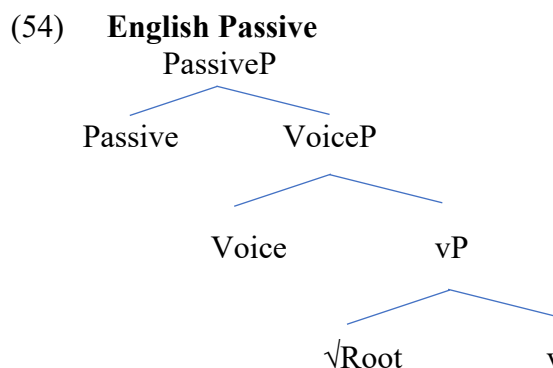 (54) English Passive
PassiveP
Passive VoiceP
Voice vP
√Root v